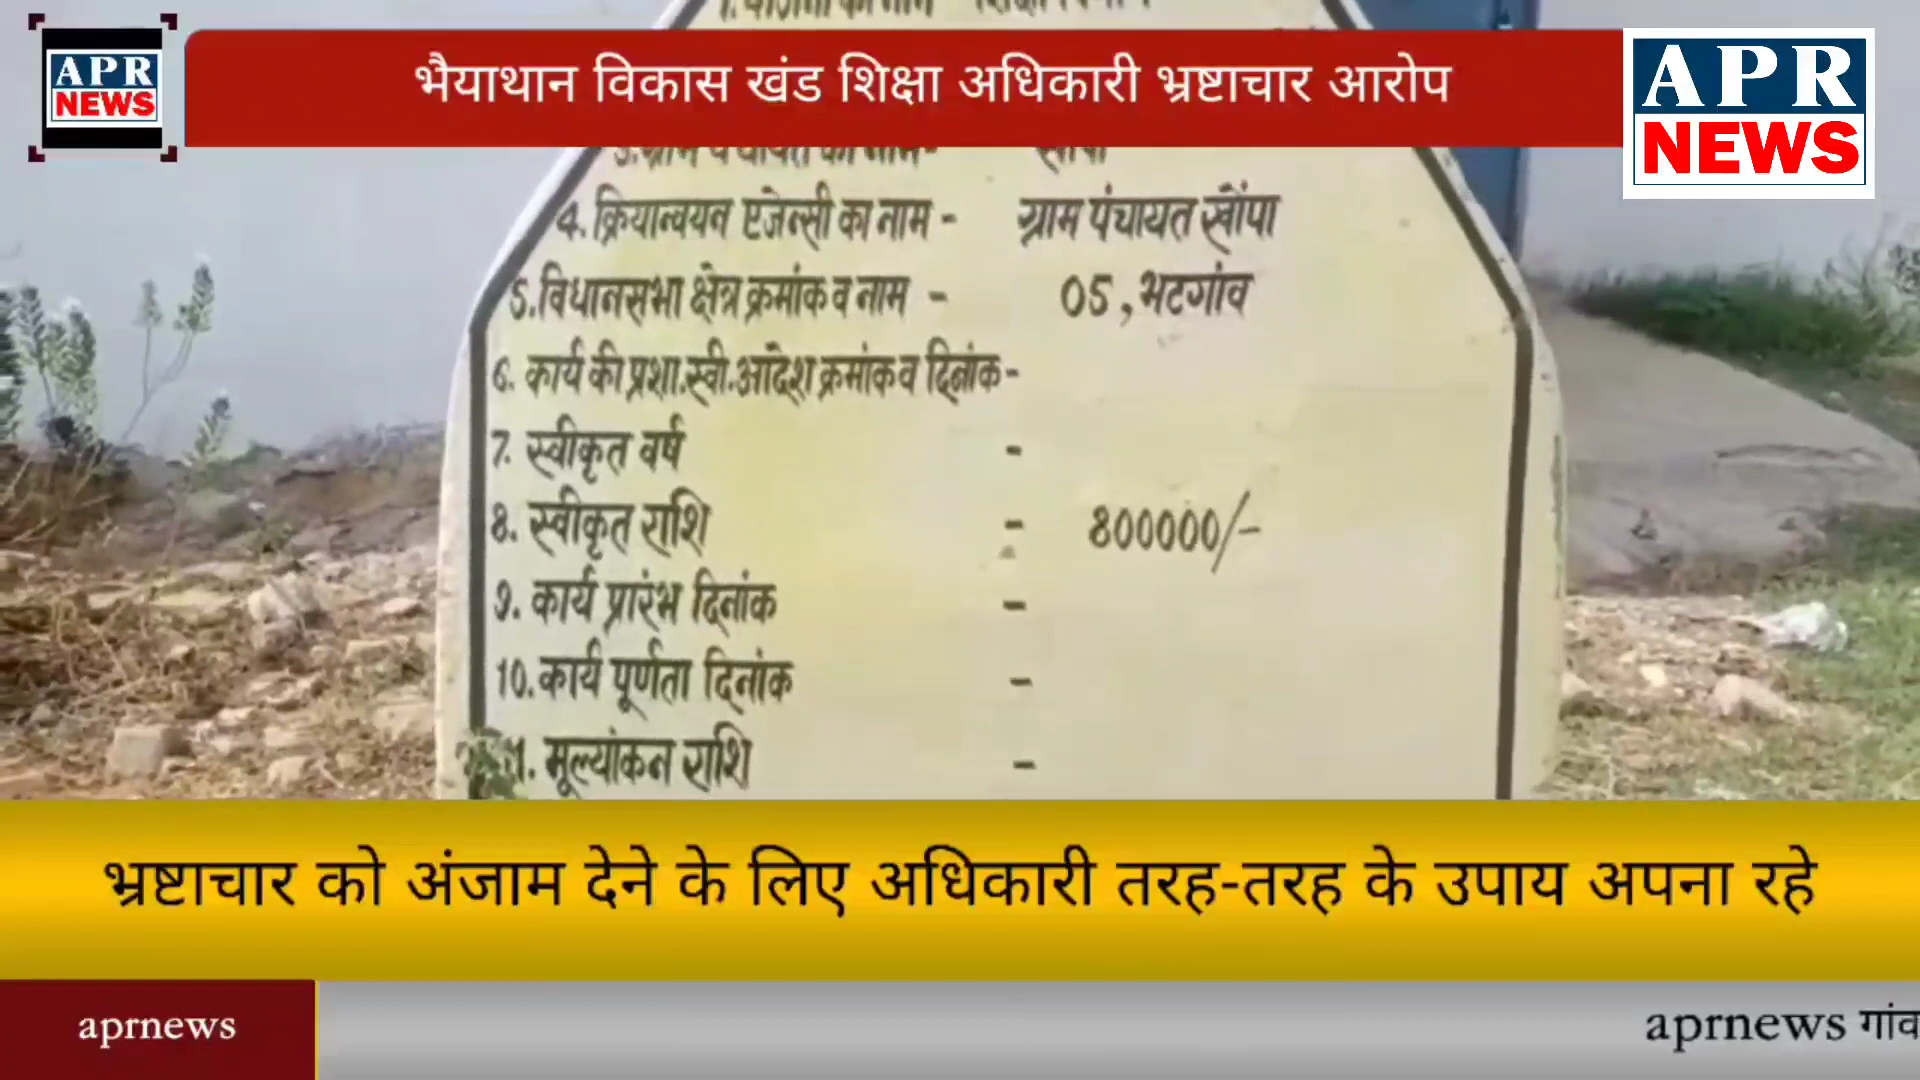 APR
NEWS
भैयाथान विकास खंड शिक्षा अधिकारी भ्रष्टाचार आरोप
APR
NEWS
4. क्रियान्वयन एजेन्सी का नाम - ग्राम पंचायत खोंपा
5. विधानसभा क्षेत्र क्रमांक व नाम - 05, भटगांव
6. कार्य की प्रशा.स्वी.आदेश क्रमांक व दिनांक-
7. स्वीकृत वर्ष -
8. स्वीकृत राशि - 800000/-
9. कार्य प्रारंभ दिनांक -
10. कार्य पूर्णता दिनांक -
11. मूल्यांकन राशि -
भ्रष्टाचार को अंजाम देने के लिए अधिकारी तरह-तरह के उपाय अपना रहे
aprnews
aprnews गांव